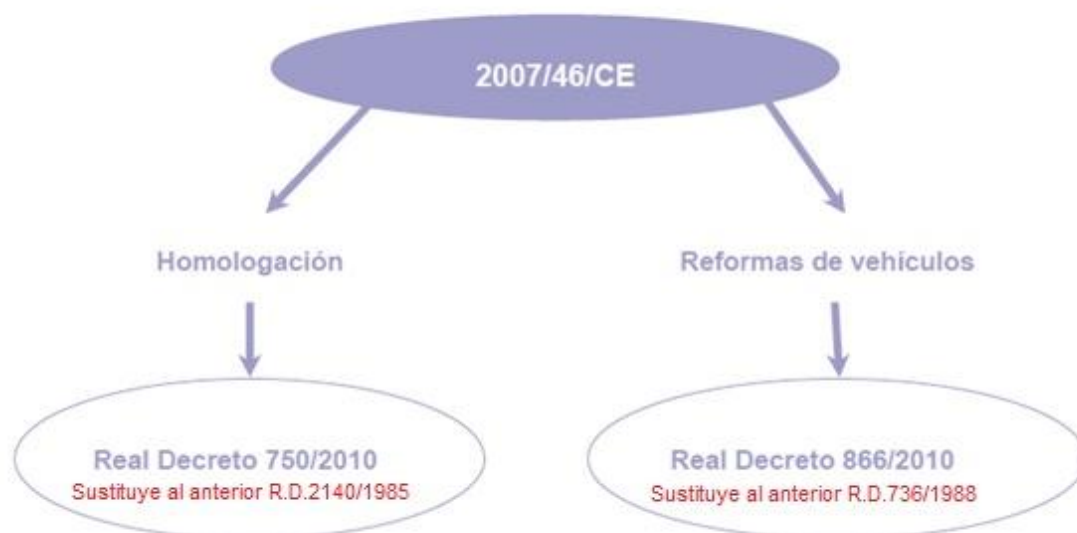 2007/46/CE
Homologación
Reformas de vehículos
Real Decreto 750/2010
Sustituye al anterior R.D.2140/1985
Real Decreto 866/2010
Sustituye al anterior R.D.736/1988